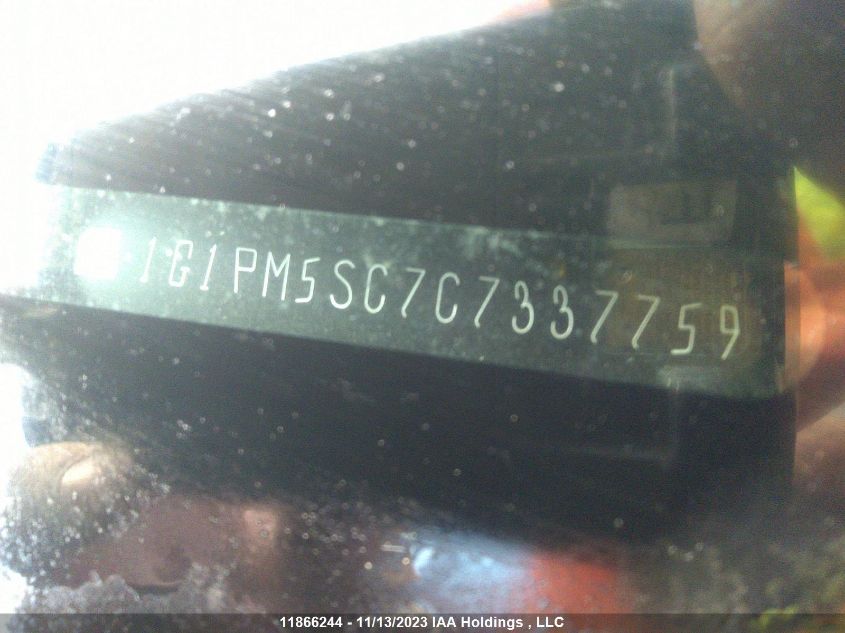 1G1PM5SC7C7337759
11866244 - 11/13/2023 IAA Holdings , LLC